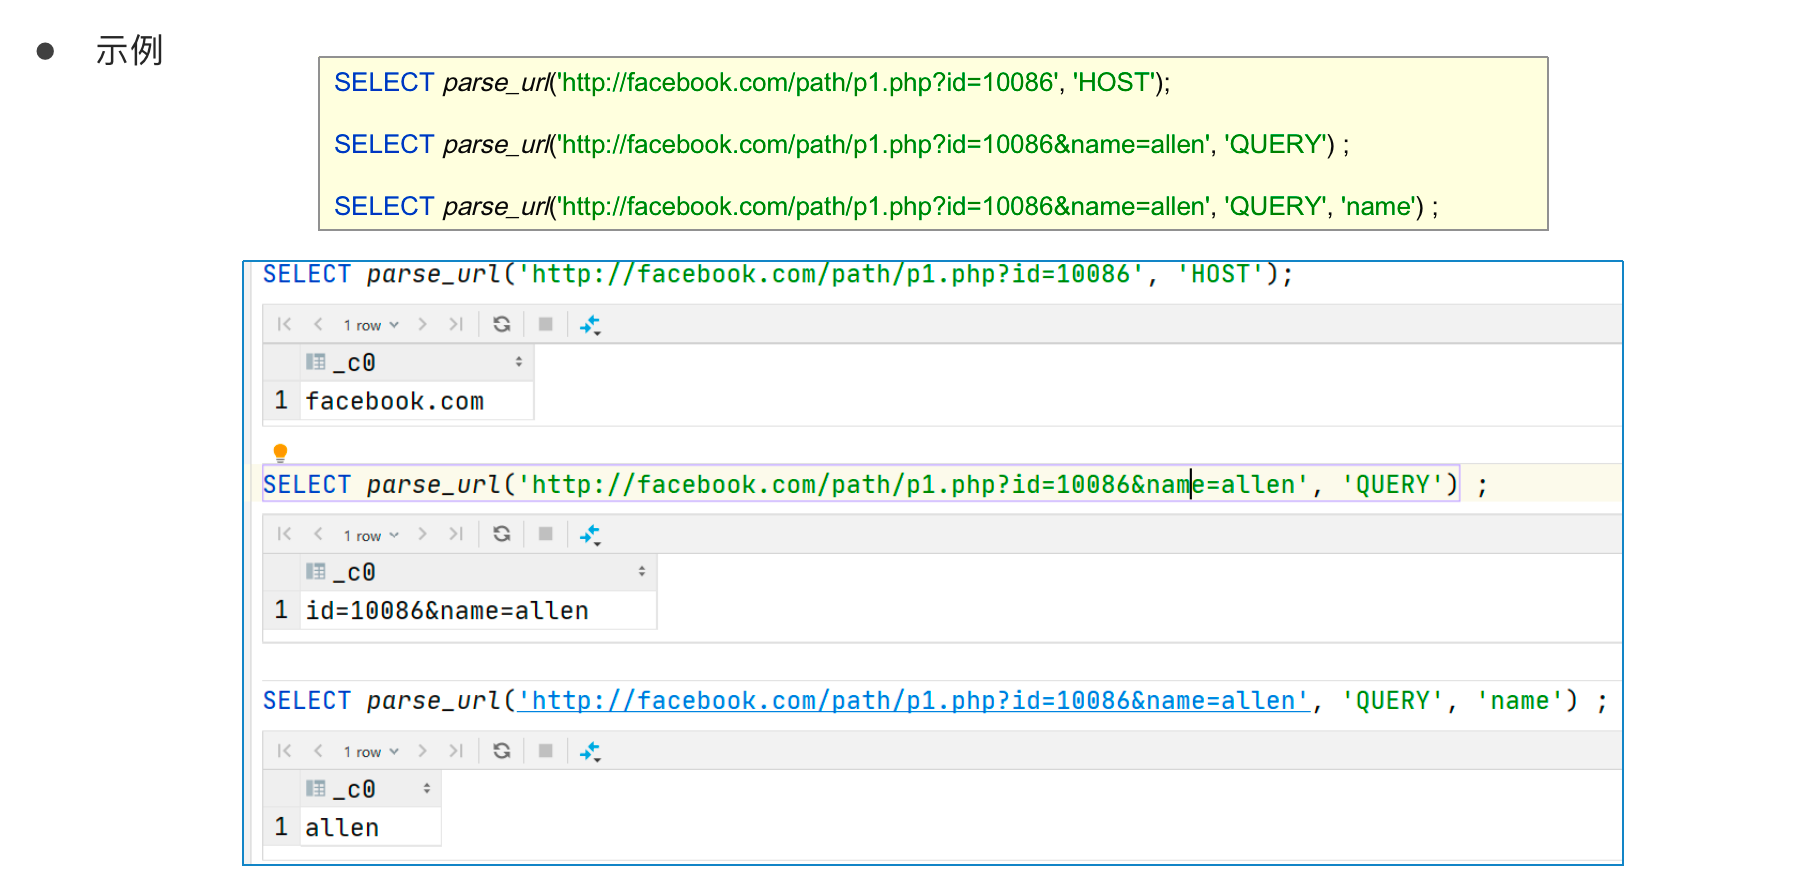 ● 示例
SELECT parse_url('http://facebook.com/path/p1.php?id=10086', 'HOST');
SELECT parse_url('http://facebook.com/path/p1.php?id=10086&name=allen', 'QUERY') ;
SELECT parse_url('http://facebook.com/path/p1.php?id=10086&name=allen', 'QUERY', 'name') ;
SELECT parse_url('http://facebook.com/path/p1.php?id=10086', 'HOST');
1 row
_c0
1 facebook.com
SELECT parse_url('http://facebook.com/path/p1.php?id=10086&name=allen', 'QUERY') ;
1 row
_c0
1 id=10086&name=allen
SELECT parse_url('http://facebook.com/path/p1.php?id=10086&name=allen', 'QUERY', 'name') ;
1 row
_c0
1 allen